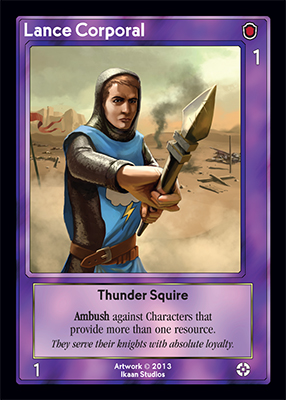 Lance Corporal
1
Thunder Squire
Ambush against Characters that
provide more than one resource.
They serve their knights with absolute loyalty.
1
Artwork © 2013
Ikaan Studios